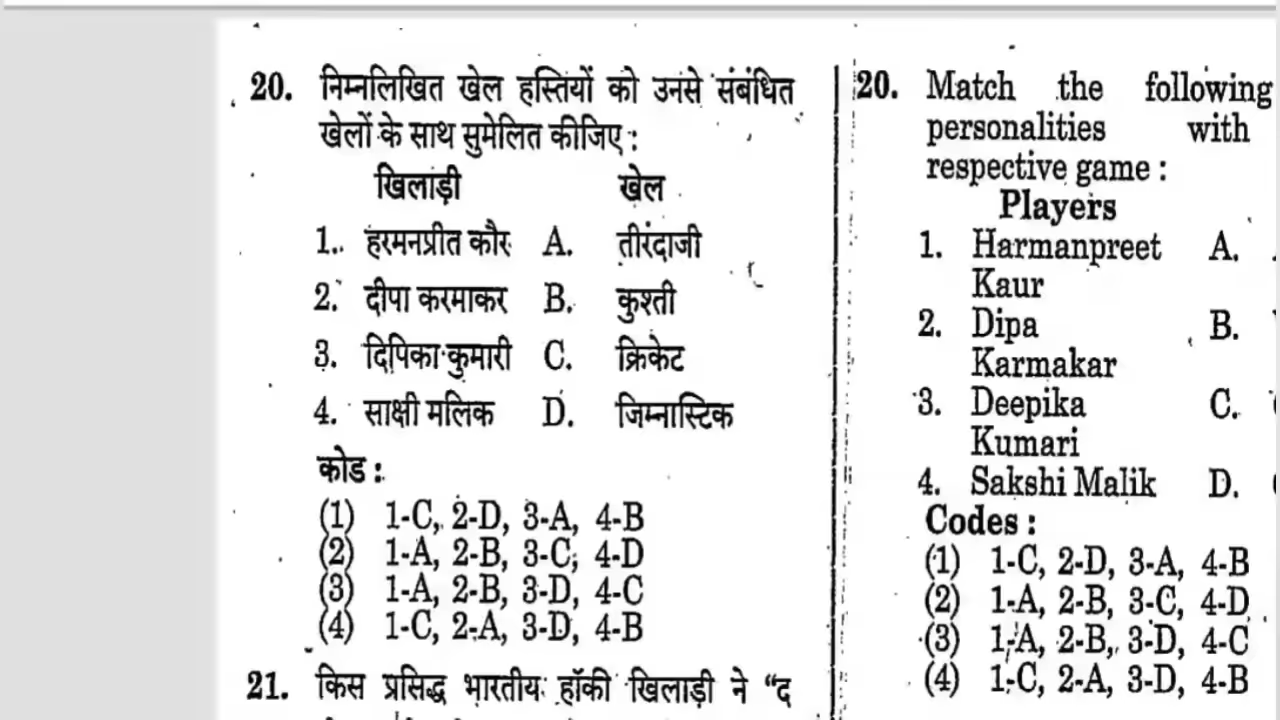 20. निम्नलिखित खेल हस्तियों को उनसे संबंधित
खेलों के साथ सुमेलित कीजिए :
खिलाड़ी खेल
1. हरमनप्रीत कौर A. तीरंदाजी
2. दीपा करमाकर B. कुश्ती
3. दिपिका कुमारी C. क्रिकेट
4. साक्षी मलिक D. जिम्नास्टिक
कोड :
(1) 1-C, 2-D, 3-A, 4-B
(2) 1-A, 2-B, 3-C, 4-D
(3) 1-A, 2-B, 3-D, 4-C
(4) 1-C, 2-A, 3-D, 4-B
21. किस प्रसिद्ध भारतीय हॉकी खिलाड़ी ने “द
20. Match the following
personalities with
respective game :
Players
1. Harmanpreet A.
Kaur
2. Dipa B.
Karmakar
3. Deepika C.
Kumari
4. Sakshi Malik D.
Codes :
(1) 1-C, 2-D, 3-A, 4-B
(2) 1-A, 2-B, 3-C, 4-D
(3) 1-A, 2-B, 3-D, 4-C
(4) 1-C, 2-A, 3-D, 4-B